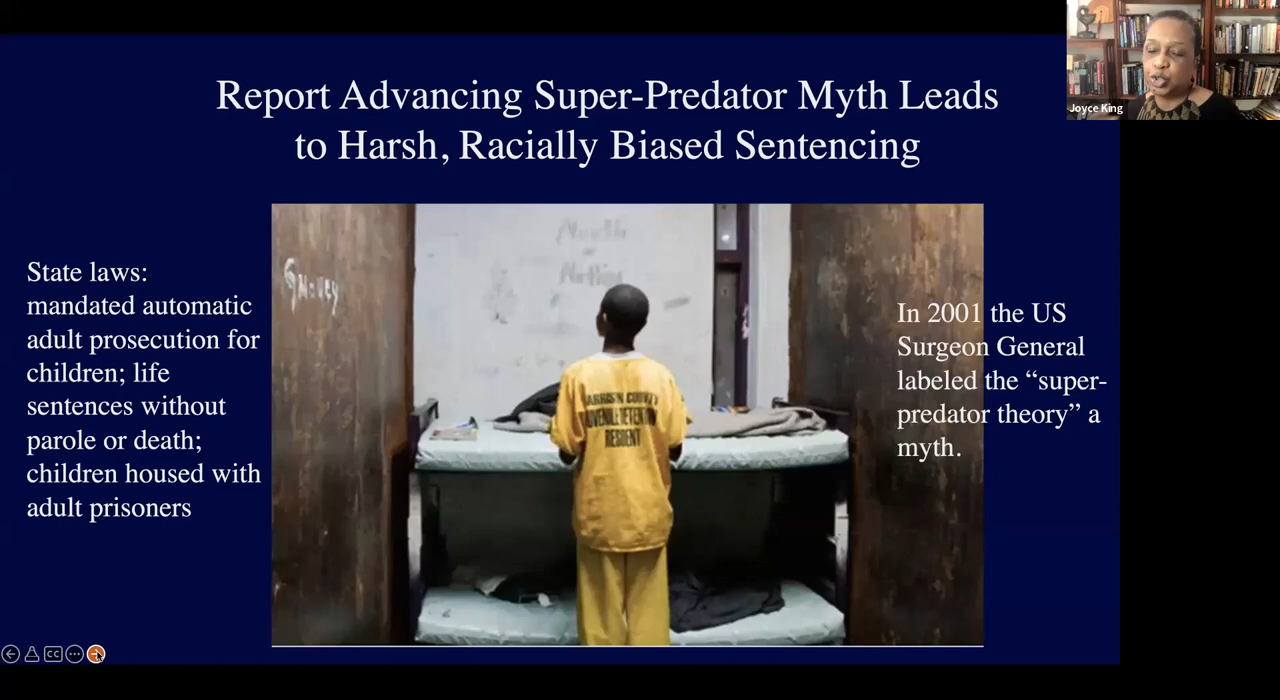 Joyce King
Report Advancing Super-Predator Myth Leads
to Harsh, Racially Biased Sentencing
State laws:
mandated automatic
adult prosecution for
children; life
sentences without
parole or death;
children housed with
adult prisoners
G Money
JUVENILE DETENTION
RESIDENT
In 2001 the US
Surgeon General
labeled the “super-
predator theory” a
myth.
CC